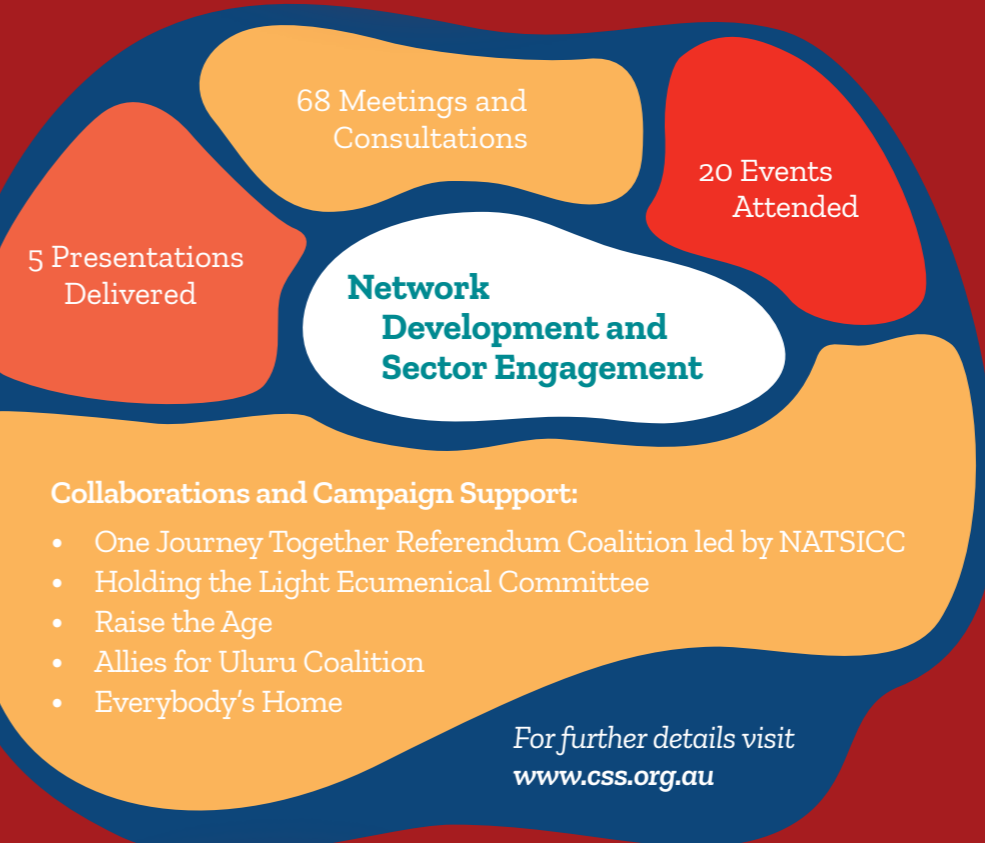 68 Meetings and
Consultations
20 Events
Attended
5 Presentations
Delivered
Network
Development and
Sector Engagement
Collaborations and Campaign Support:
• One Journey Together Referendum Coalition led by NATSICC
• Holding the Light Ecumenical Committee
• Raise the Age
• Allies for Uluru Coalition
• Everybody's Home
For further details visit
www.css.org.au